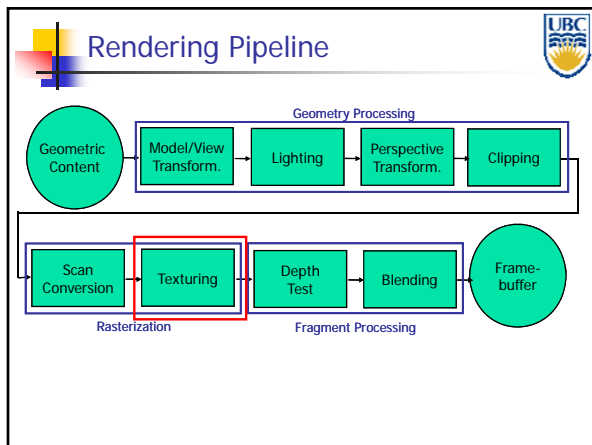 Rendering Pipeline
UBC
Geometry Processing
Geometric
Content
Model/View
Transform.
Lighting
Perspective
Transform.
Clipping
Scan
Conversion
Texturing
Depth
Test
Blending
Frame-
buffer
Rasterization
Fragment Processing